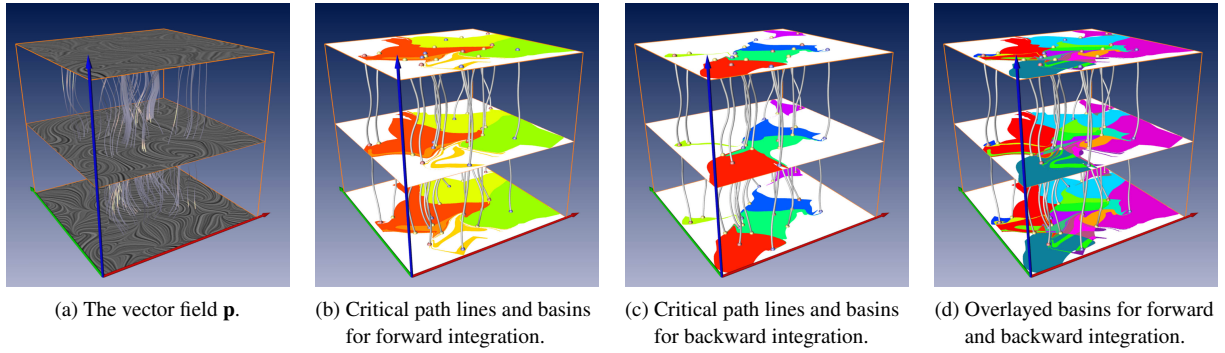 (a) The vector field p.
(b) Critical path lines and basins
for forward integration.
(c) Critical path lines and basins
for backward integration.
(d) Overlayed basins for forward
and backward integration.